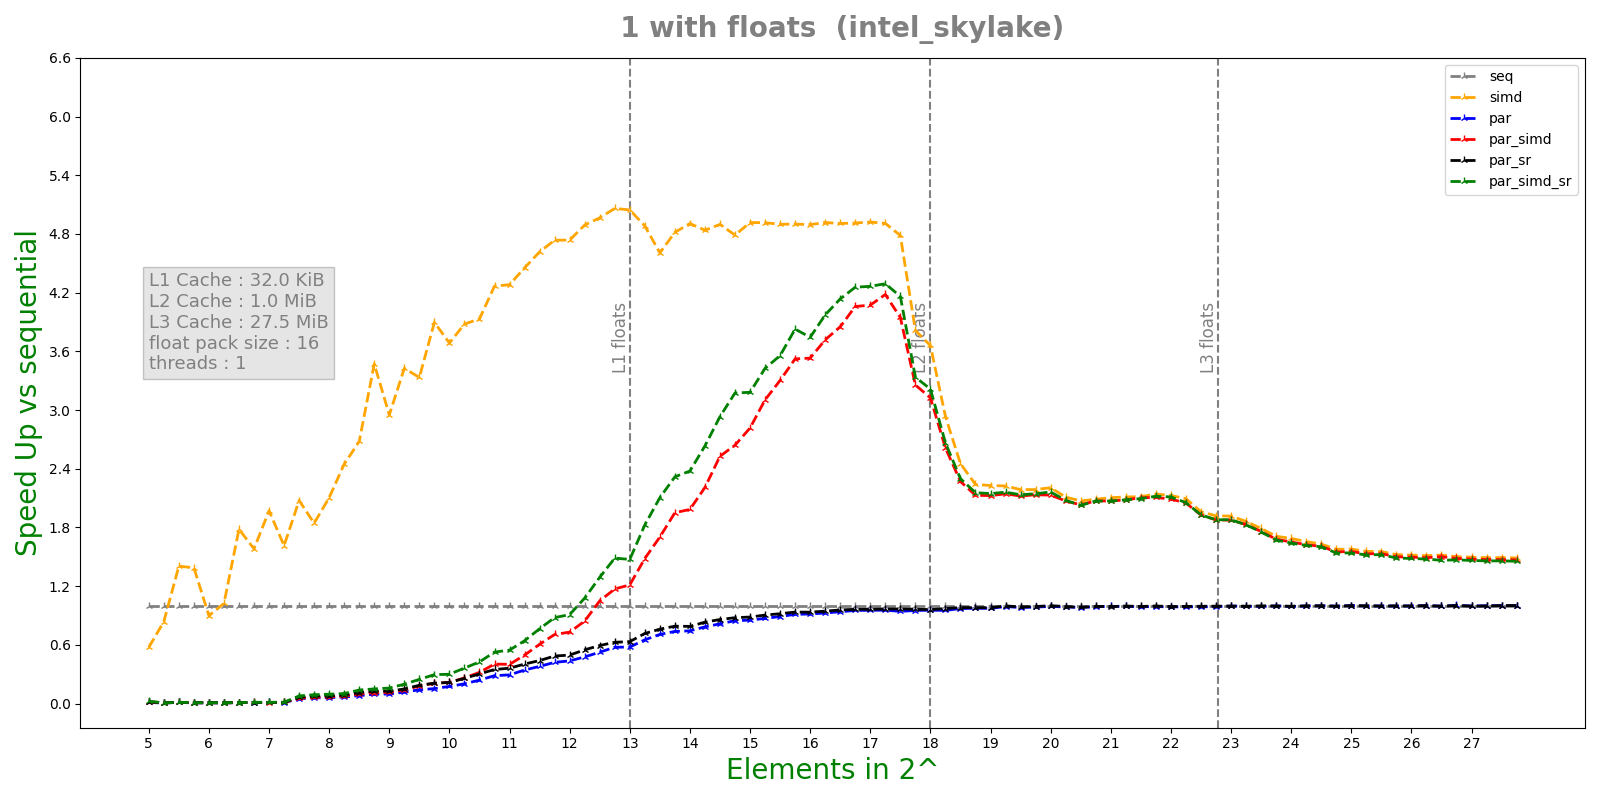 1 with floats (intel_skylake)
Speed Up vs sequential
6.6
6.0
5.4
4.8
4.2
3.6
3.0
2.4
1.8
1.2
0.6
0.0
L1 Cache : 32.0 KiB
L2 Cache : 1.0 MiB
L3 Cache : 27.5 MiB
float pack size : 16
threads : 1
L1 floats
L2 floats
L3 floats
seq
simd
par
par_simd
par_sr
par_simd_sr
5 6 7 8 9 10 11 12 13 14 15 16 17 18 19 20 21 22 23 24 25 26 27
Elements in 2^